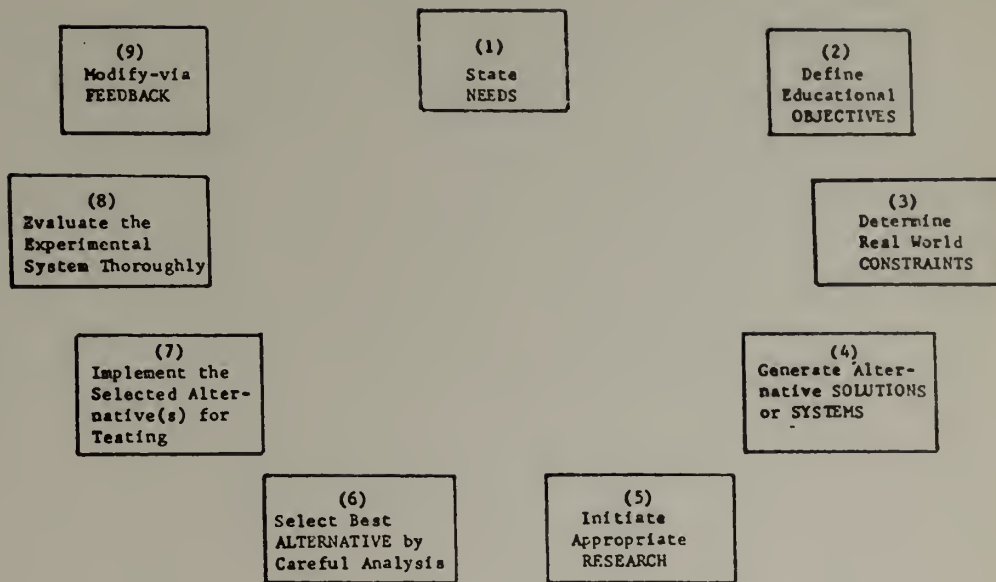 (1)
State
NEEDS
(2)
Define
Educational
OBJECTIVES
(3)
Determine
Real World
CONSTRAINTS
(4)
Generate Alter-
native SOLUTIONS
or SYSTEMS
(5)
Initiate
Appropriate
RESEARCH
(6)
Select Best
ALTERNATIVE by
Careful Analysis
(7)
Implement the
Selected Alter-
native(s) for
Testing
(8)
Evaluate the
Experimental
System Thoroughly
(9)
Modify-via
FEEDBACK